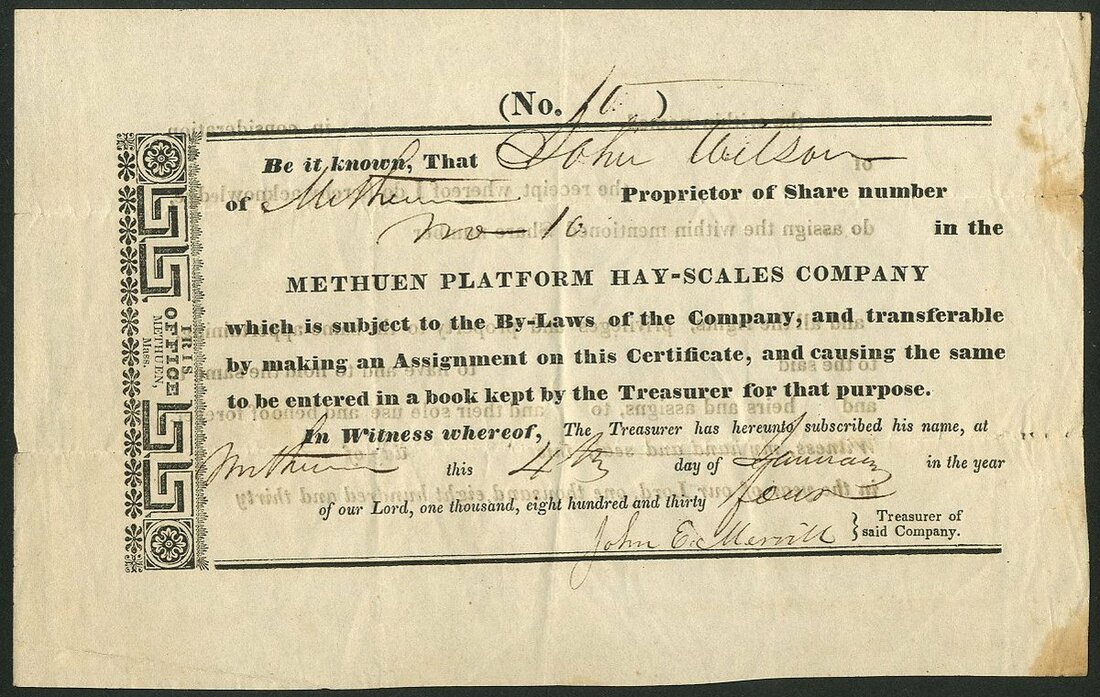 (No. 10 )
Be it known, That John Wilson
of Methuen Proprietor of Share number
No 10 in the
METHUEN PLATFORM HAY-SCALES COMPANY
which is subject to the By-Laws of the Company, and transferable
by making an Assignment on this Certificate, and causing the same
to be entered in a book kept by the Treasurer for that purpose.
In Witness whereof, The Treasurer has hereunto subscribed his name, at
Methuen this 4th day of January in the year
of our Lord, one thousand, eight hundred and thirty four
John E. Merrill } Treasurer of
said Company.
IRIS
OFFICE
METHUEN,
Mass.